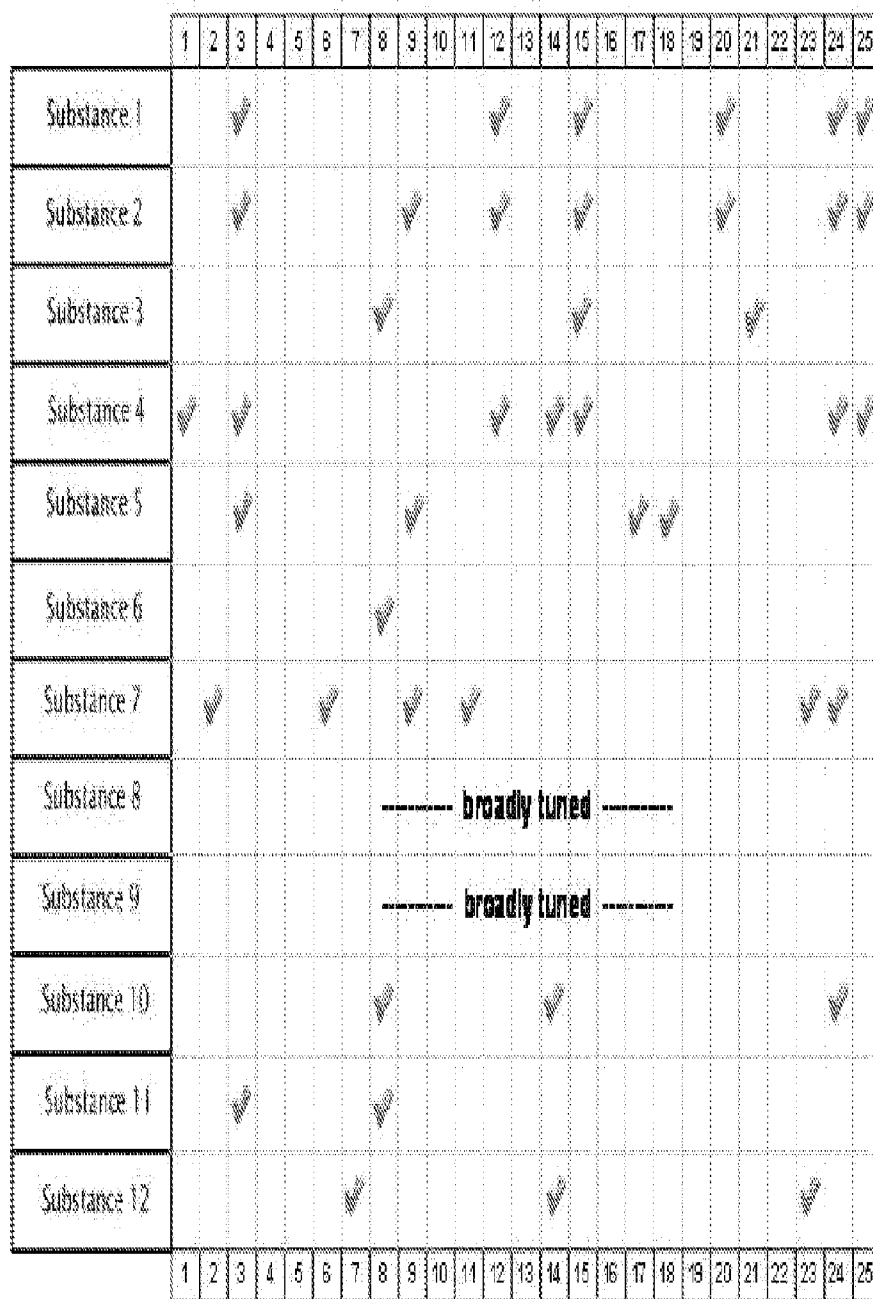 1 2 3 4 5 6 7 8 9 10 11 12 13 14 15 16 17 18 19 20 21 22 23 24 25
Substance 1
Substance 2
Substance 3
Substance 4
Substance 5
Substance 6
Substance 7
Substance 8 ---------- broadly tuned ----------
Substance 9 ---------- broadly tuned ----------
Substance 10
Substance 11
Substance 12
1 2 3 4 5 6 7 8 9 10 11 12 13 14 15 16 17 18 19 20 21 22 23 24 25